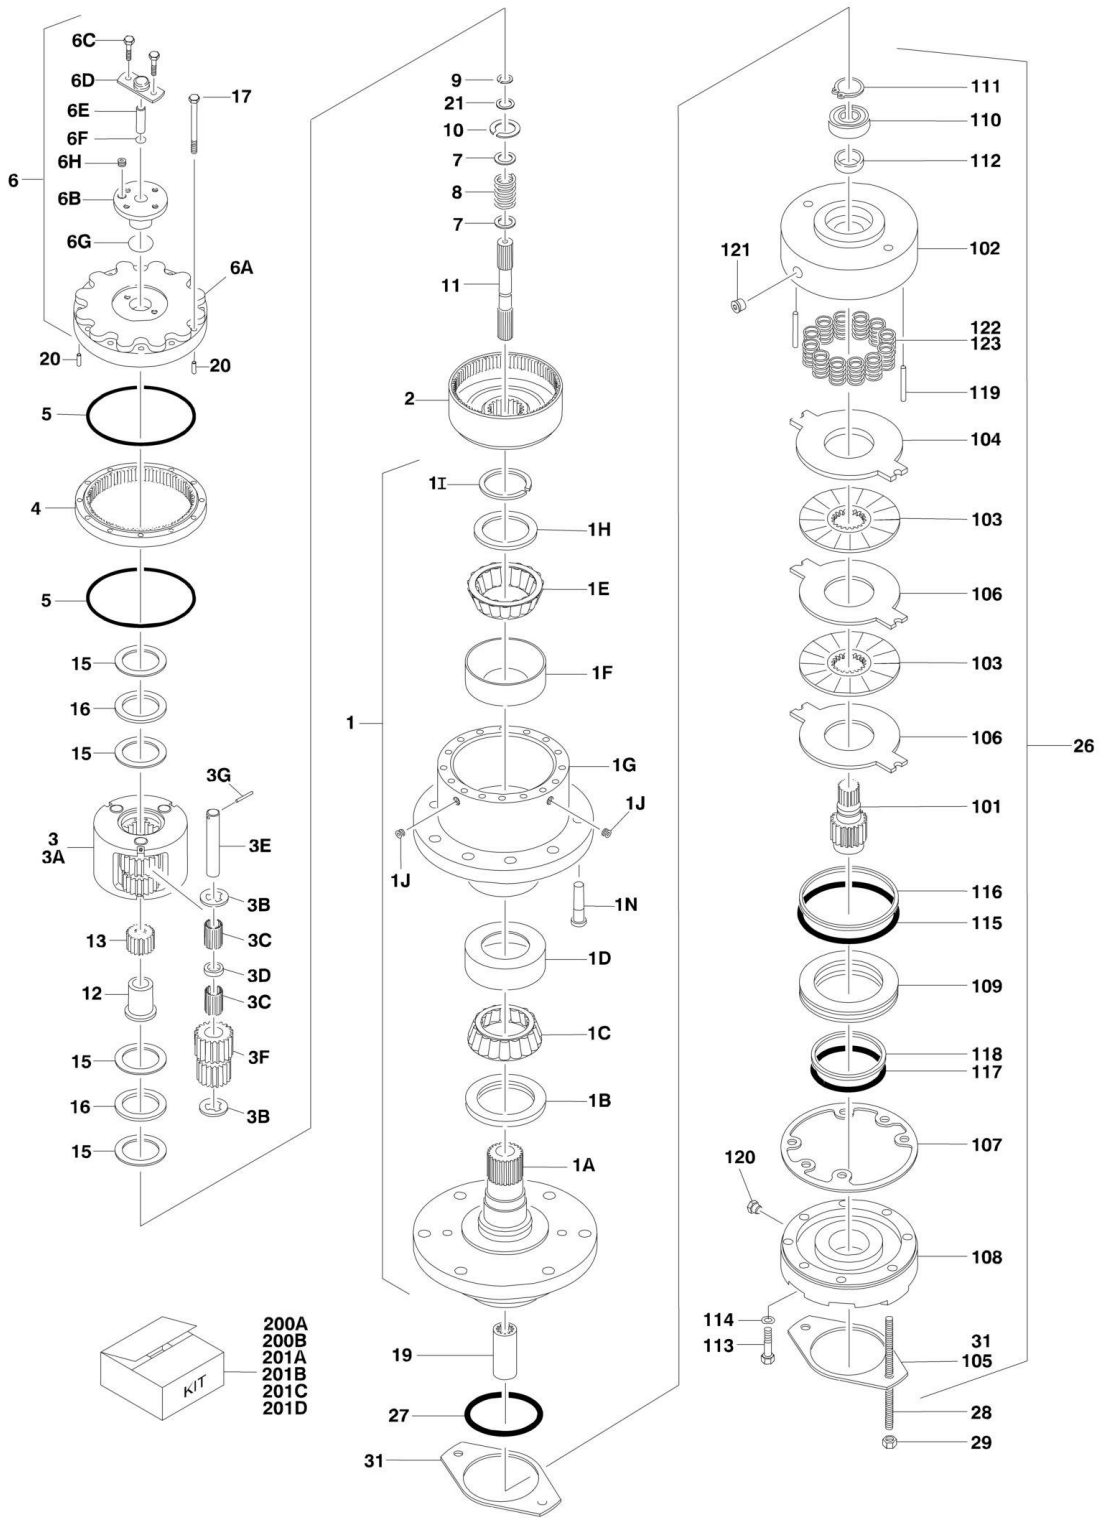 6C
6D
6E
6F
6H
6
6B
6G
6A
17
20
20
5
4
5
15
16
15
3G
3
3A
3E
3B
3C
13
3D
3C
12
3F
15
16
3B
15
200A
200B
201A
201B
201C
201D
KIT
9
21
10
7
8
7
11
2
1I
1H
1E
1F
1
1G
1J
1J
1N
1D
1C
1B
1A
19
27
31
111
110
112
102
121
122
123
119
104
103
106
103
106
26
101
116
115
109
118
117
107
120
108
114
113
31
105
28
29